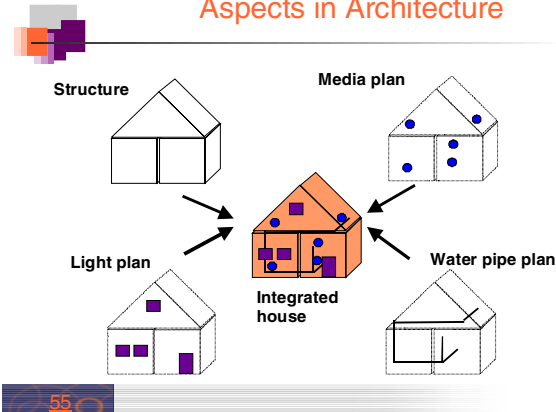 Aspects in Architecture
Structure
Media plan
Light plan
Water pipe plan
Integrated
house
55